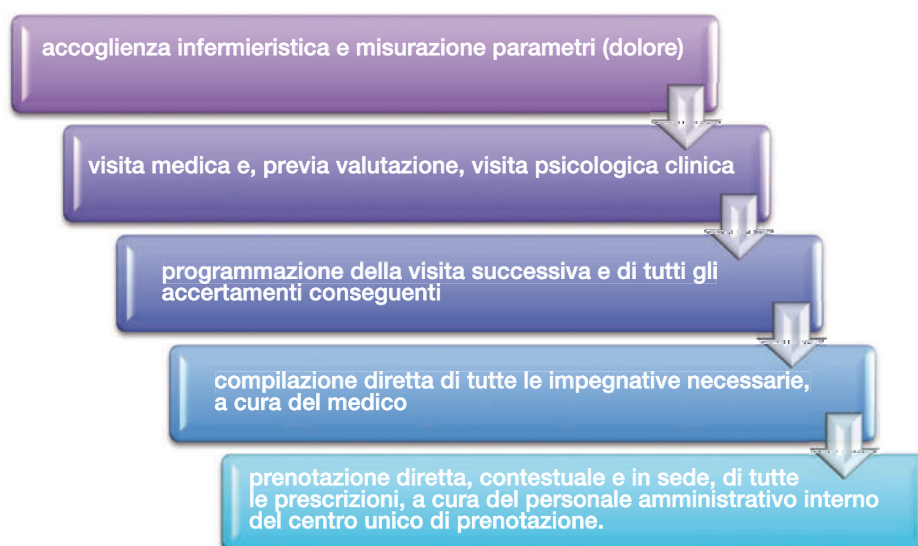 accoglienza infermieristica e misurazione parametri (dolore)
visita medica e, previa valutazione, visita psicologica clinica
programmazione della visita successiva e di tutti gli
accertamenti conseguenti
compilazione diretta di tutte le impegnative necessarie,
a cura del medico
prenotazione diretta, contestuale e in sede, di tutte
le prescrizioni, a cura del personale amministrativo interno
del centro unico di prenotazione.